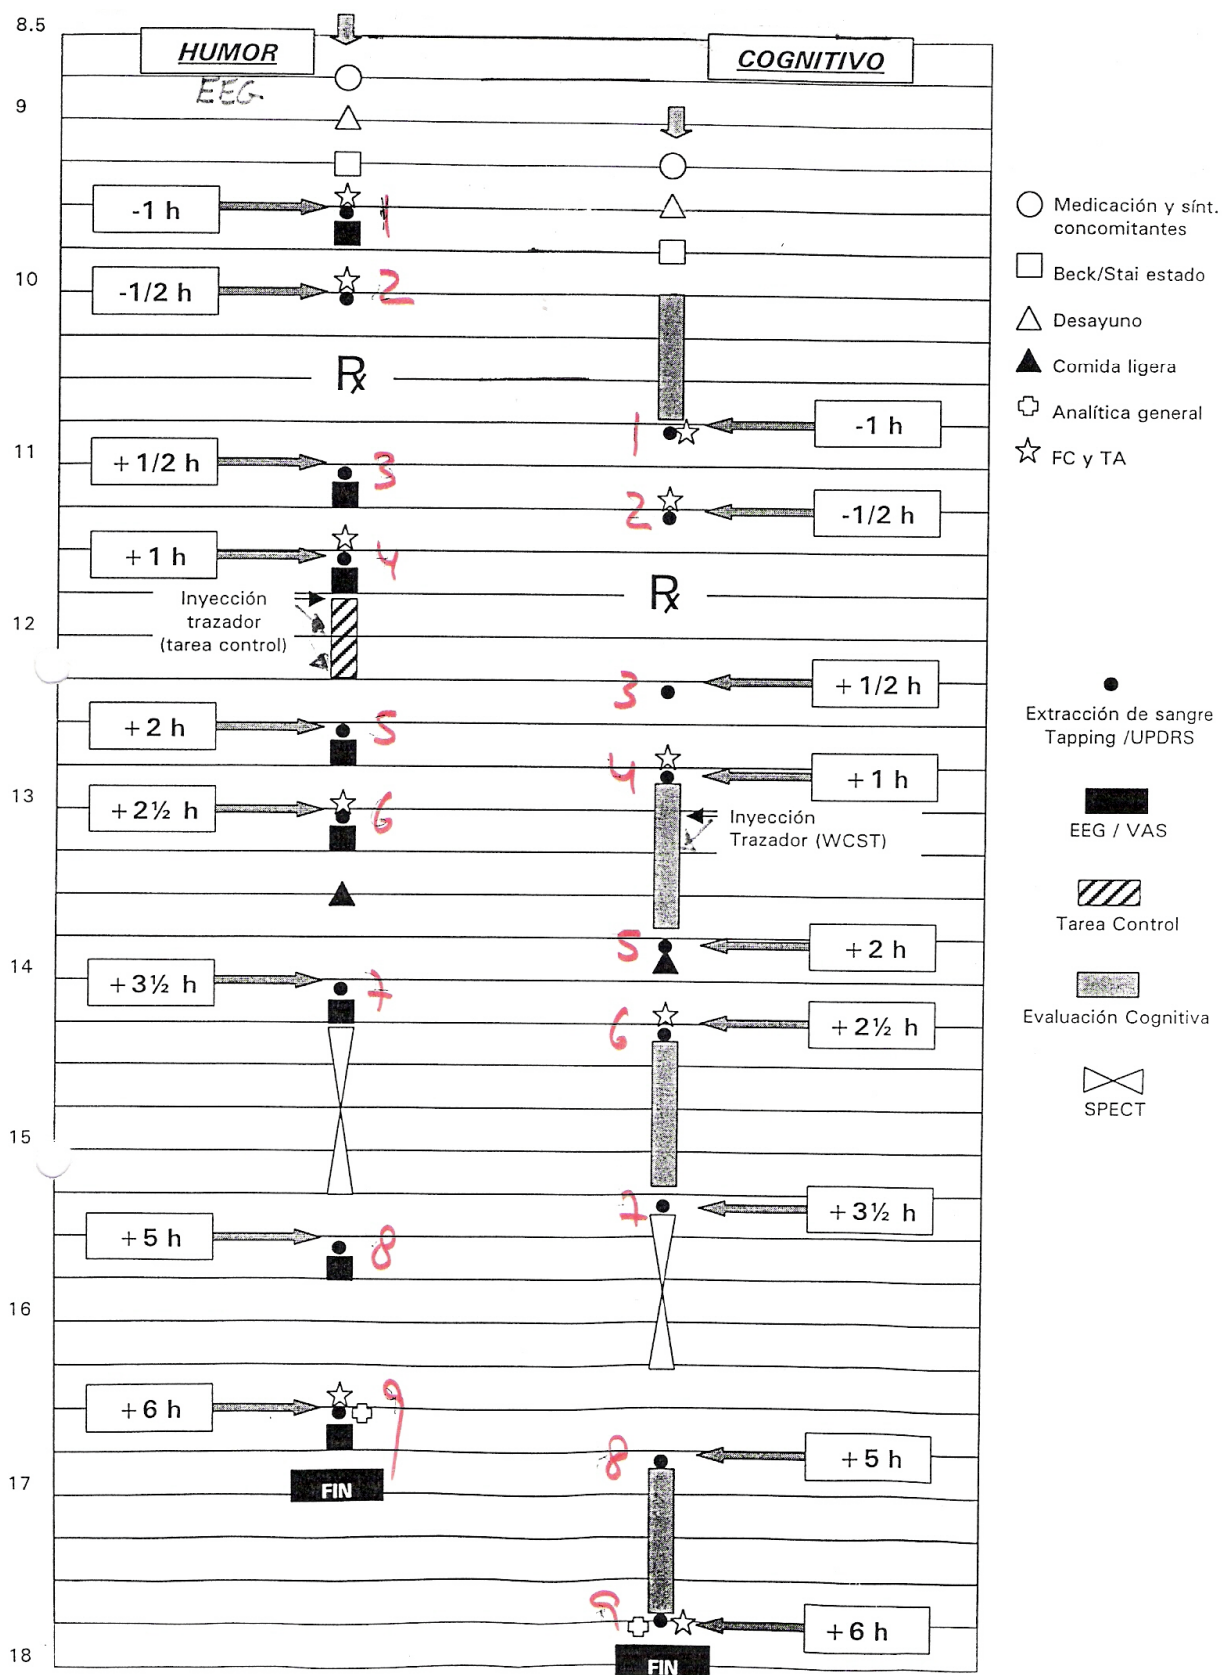 8.5
HUMOR
COGNITIVO
EEG
9
-1 h
1
10
-1/2 h
2
Rx
1
-1 h
11
+1/2 h
3
2
-1/2 h
+1 h
4
Inyección
trazador
(tarea control)
Rx
12
3
+1/2 h
+2 h
5
4
+1 h
13
+2½ h
6
Inyección
Trazador (WCST)
5
+2 h
14
+3½ h
7
6
+2½ h
15
7
+3½ h
+5 h
8
16
+6 h
9
8
+5 h
17
FIN
9
+6 h
18
FIN
Medicación y sínt.
concomitantes
Beck/Stai estado
Desayuno
Comida ligera
Analítica general
FC y TA
Extracción de sangre
Tapping /UPDRS
EEG / VAS
Tarea Control
Evaluación Cognitiva
SPECT